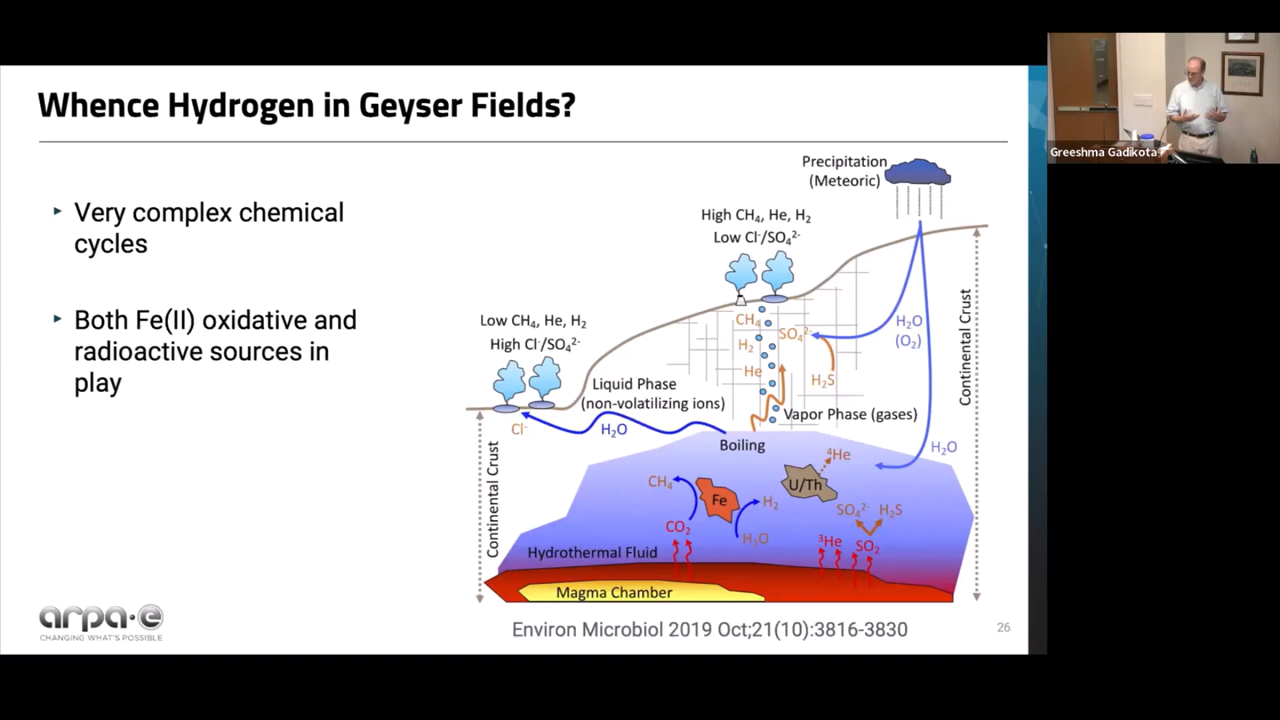 Whence Hydrogen in Geyser Fields?
Very complex chemical
cycles
Both Fe(II) oxidative and
radioactive sources in
play
Precipitation
(Meteoric)
High CH₄, He, H₂
Low Cl⁻/SO₄²⁻
Low CH₄, He, H₂
High Cl⁻/SO₄²⁻
CH₄
H₂
He
SO₄²⁻
H₂S
H₂O
(O₂)
Continental Crust
Liquid Phase
(non-volatilizing ions)
Vapor Phase (gases)
Cl⁻
H₂O
Boiling
H₂O
Continental Crust
CH₄
Fe
H₂
CO₂
H₂O
U/Th
⁴He
SO₄²⁻ H₂S
³He
SO₂
Hydrothermal Fluid
Magma Chamber
arpa·e
CHANGING WHAT'S POSSIBLE
Environ Microbiol 2019 Oct;21(10):3816-3830
26
Greeshma Gadikota